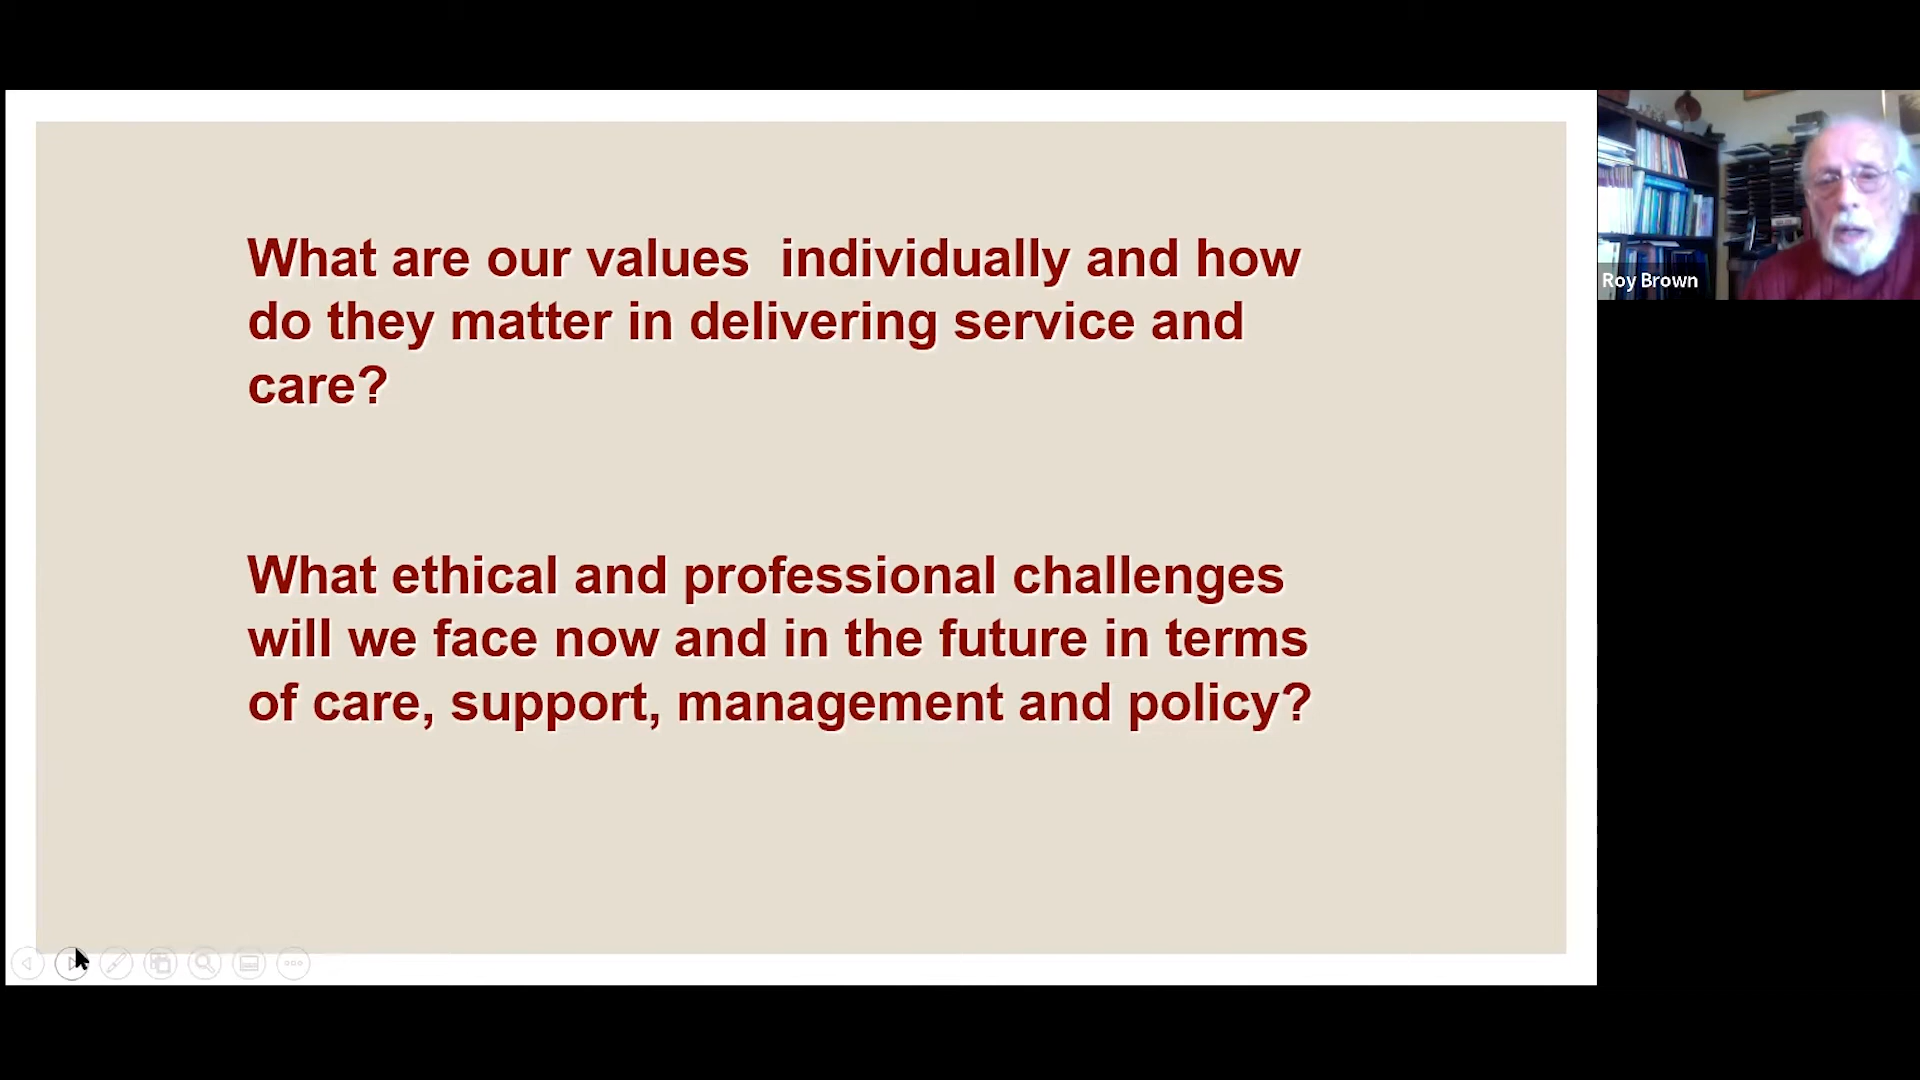 What are our values  individually and how
do they matter in delivering service and
care?
What ethical and professional challenges
will we face now and in the future in terms
of care, support, management and policy?
Roy Brown